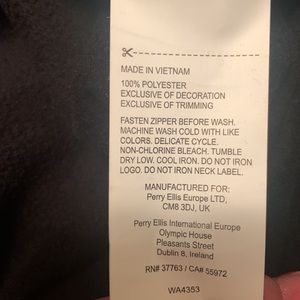 MADE IN VIETNAM
100% POLYESTER
EXCLUSIVE OF DECORATION
EXCLUSIVE OF TRIMMING
FASTEN ZIPPER BEFORE WASH.
MACHINE WASH COLD WITH LIKE
COLORS. DELICATE CYCLE.
NON-CHLORINE BLEACH. TUMBLE
DRY LOW. COOL IRON. DO NOT IRON
LOGO. DO NOT IRON NECK LABEL.
MANUFACTURED FOR:
Perry Ellis Europe LTD,
CM8 3DJ, UK
Perry Ellis International Europe
Olympic House
Pleasants Street
Dublin 8, Ireland
RN# 37763 / CA# 55972
WA4353